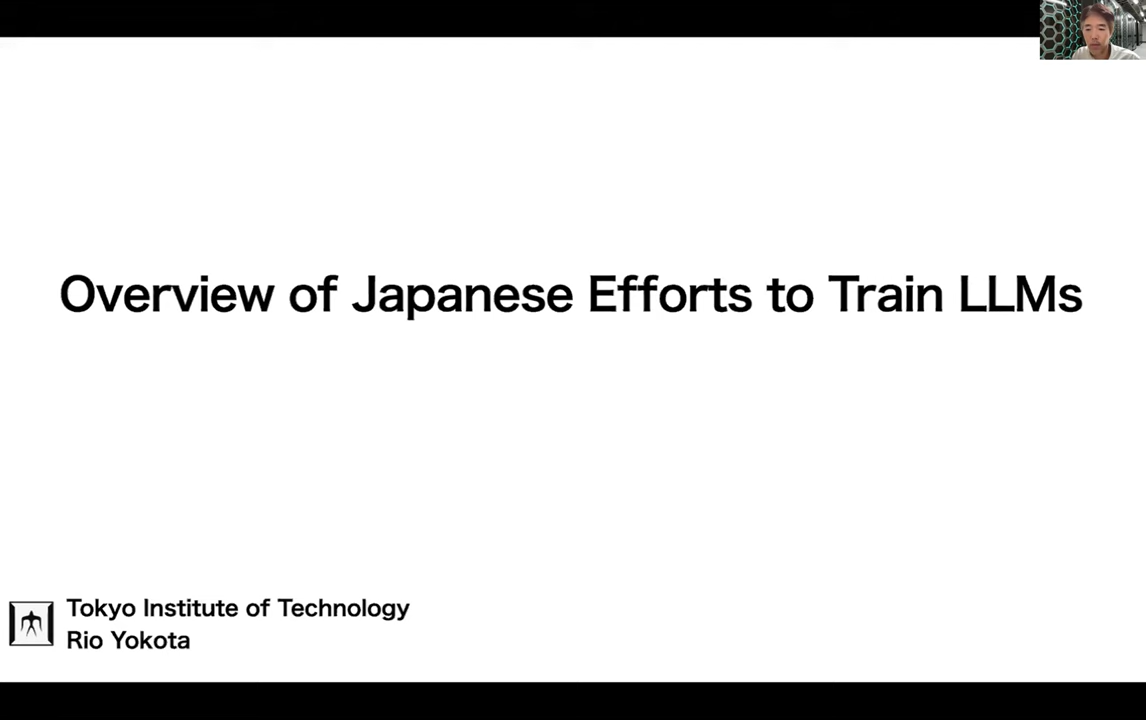 Overview of Japanese Efforts to Train LLMs
Tokyo Institute of Technology
Rio Yokota